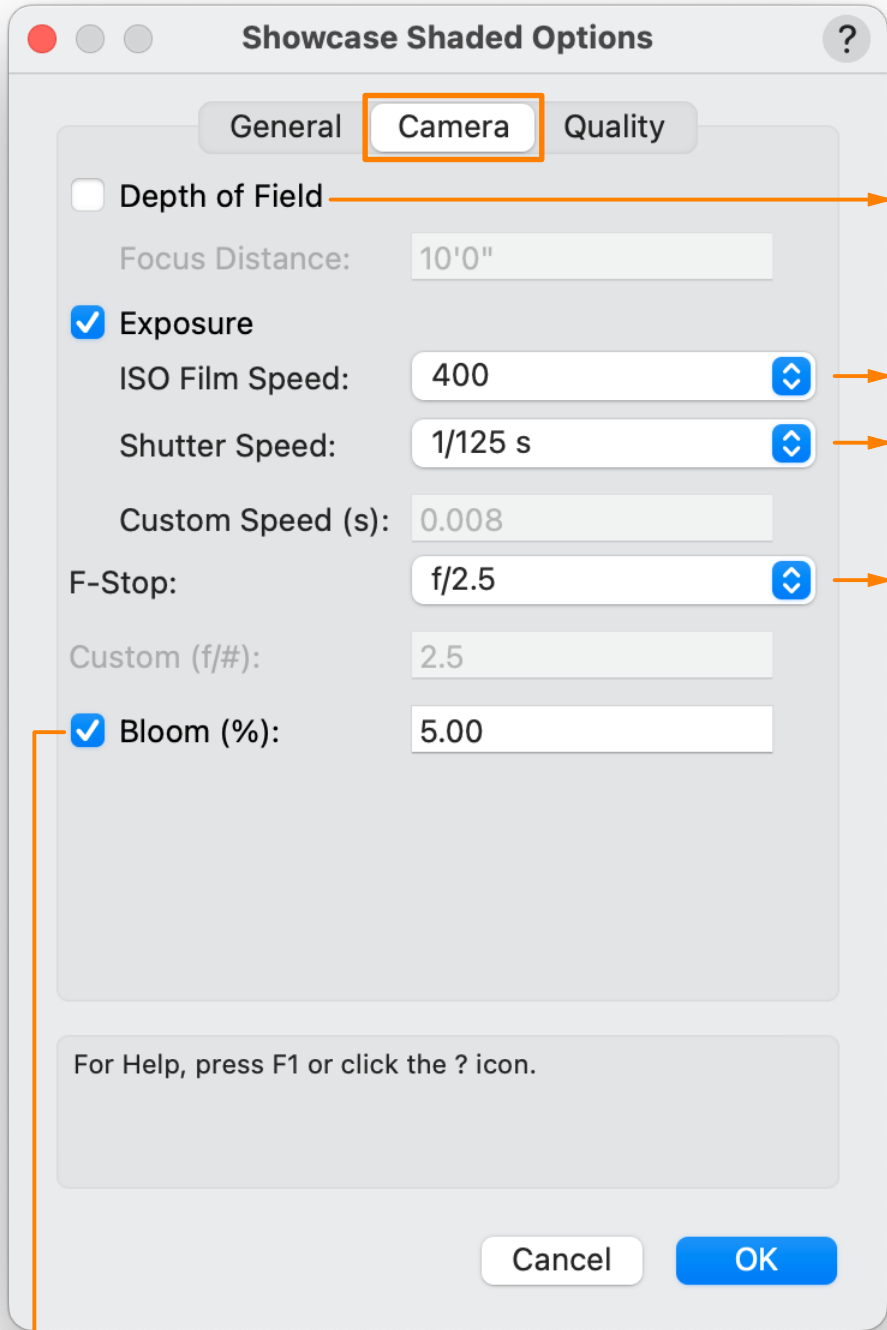 Showcase Shaded Options
?
General Camera Quality
Depth of Field
Focus Distance: 10'0"
Exposure
ISO Film Speed: 400
Shutter Speed: 1/125 s
Custom Speed (s): 0.008
F-Stop: f/2.5
Custom (f/#): 2.5
Bloom (%): 5.00
For Help, press F1 or click the ? icon.
Cancel OK